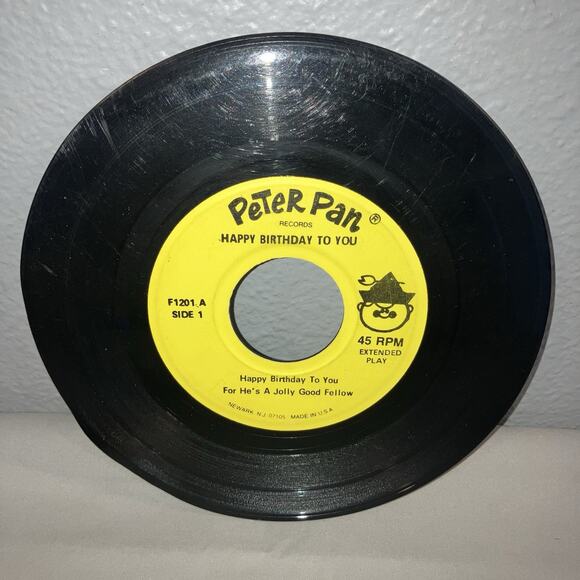 PETER Pan ®
RECORDS
HAPPY BIRTHDAY TO YOU
F1201.A
SIDE 1
45 RPM
EXTENDED
PLAY
Happy Birthday To You
For He's A Jolly Good Fellow
NEWARK, N.J. 07105 MADE IN U.S.A